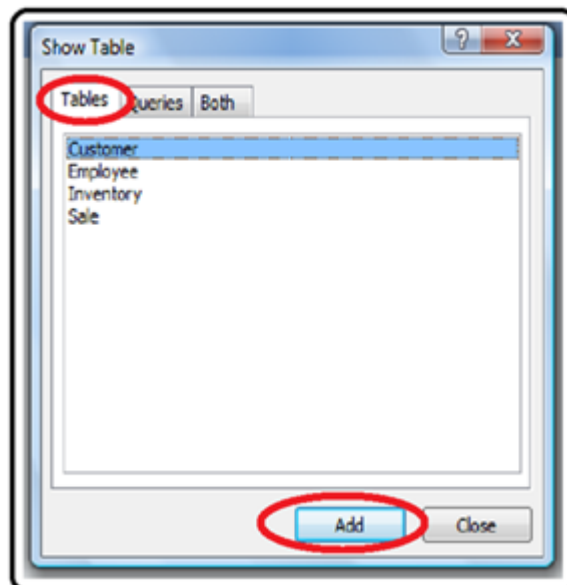 Show Table
?
X
Tables Queries Both
Customer
Employee
Inventory
Sale
Add Close